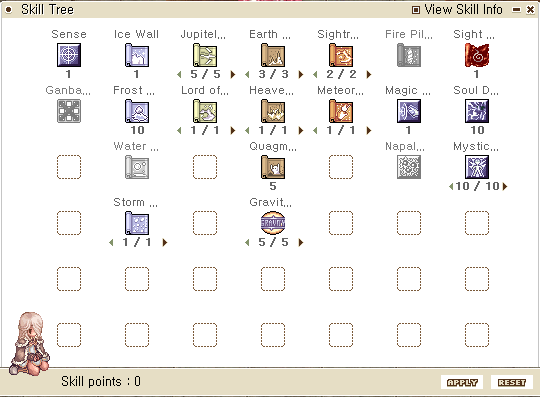 Skill Tree View Skill Info
Sense Ice Wall Jupitel... Earth ... Sightr... Fire Pil... Sight ...
1 1 5 / 5 3 / 3 2 / 2 1
Ganba... Frost ... Lord of... Heave... Meteor... Magic ... Soul D...
10 1 / 1 1 / 1 1 / 1 1 10
Water ... Quagm... Napal... Mystic...
5 10 / 10
Storm ... Gravit...
GRAVITY
1 / 1 5 / 5
Skill points : 0 APPLY RESET